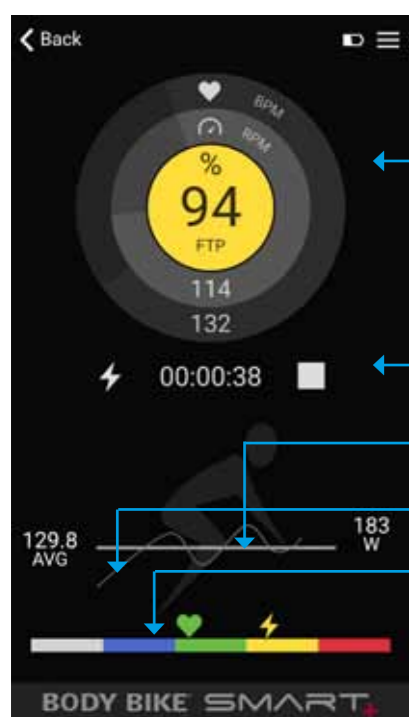 Back
BPM
RPM
%
94
FTP
114
132
00:00:38
129.8
AVG
183
W
BODY BIKE SMART+